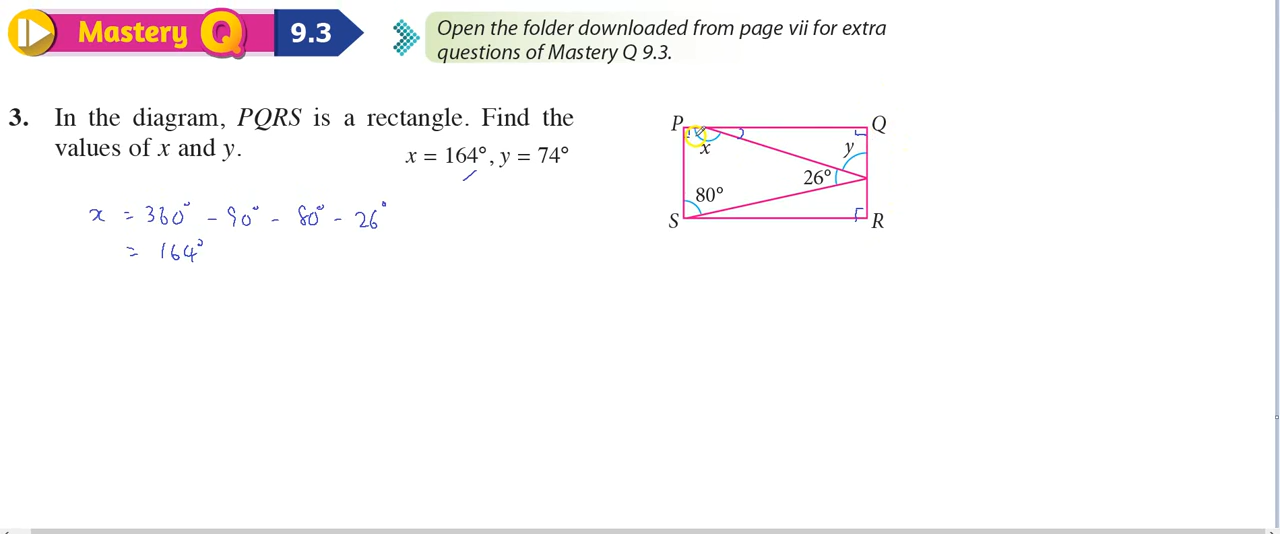 Mastery Q 9.3
Open the folder downloaded from page vii for extra
questions of Mastery Q 9.3.
3. In the diagram, PQRS is a rectangle. Find the
values of x and y.
x = 164°, y = 74°
x = 360° - 90° - 80° - 26°
= 164°
P
Q
x
y
26°
80°
S
R